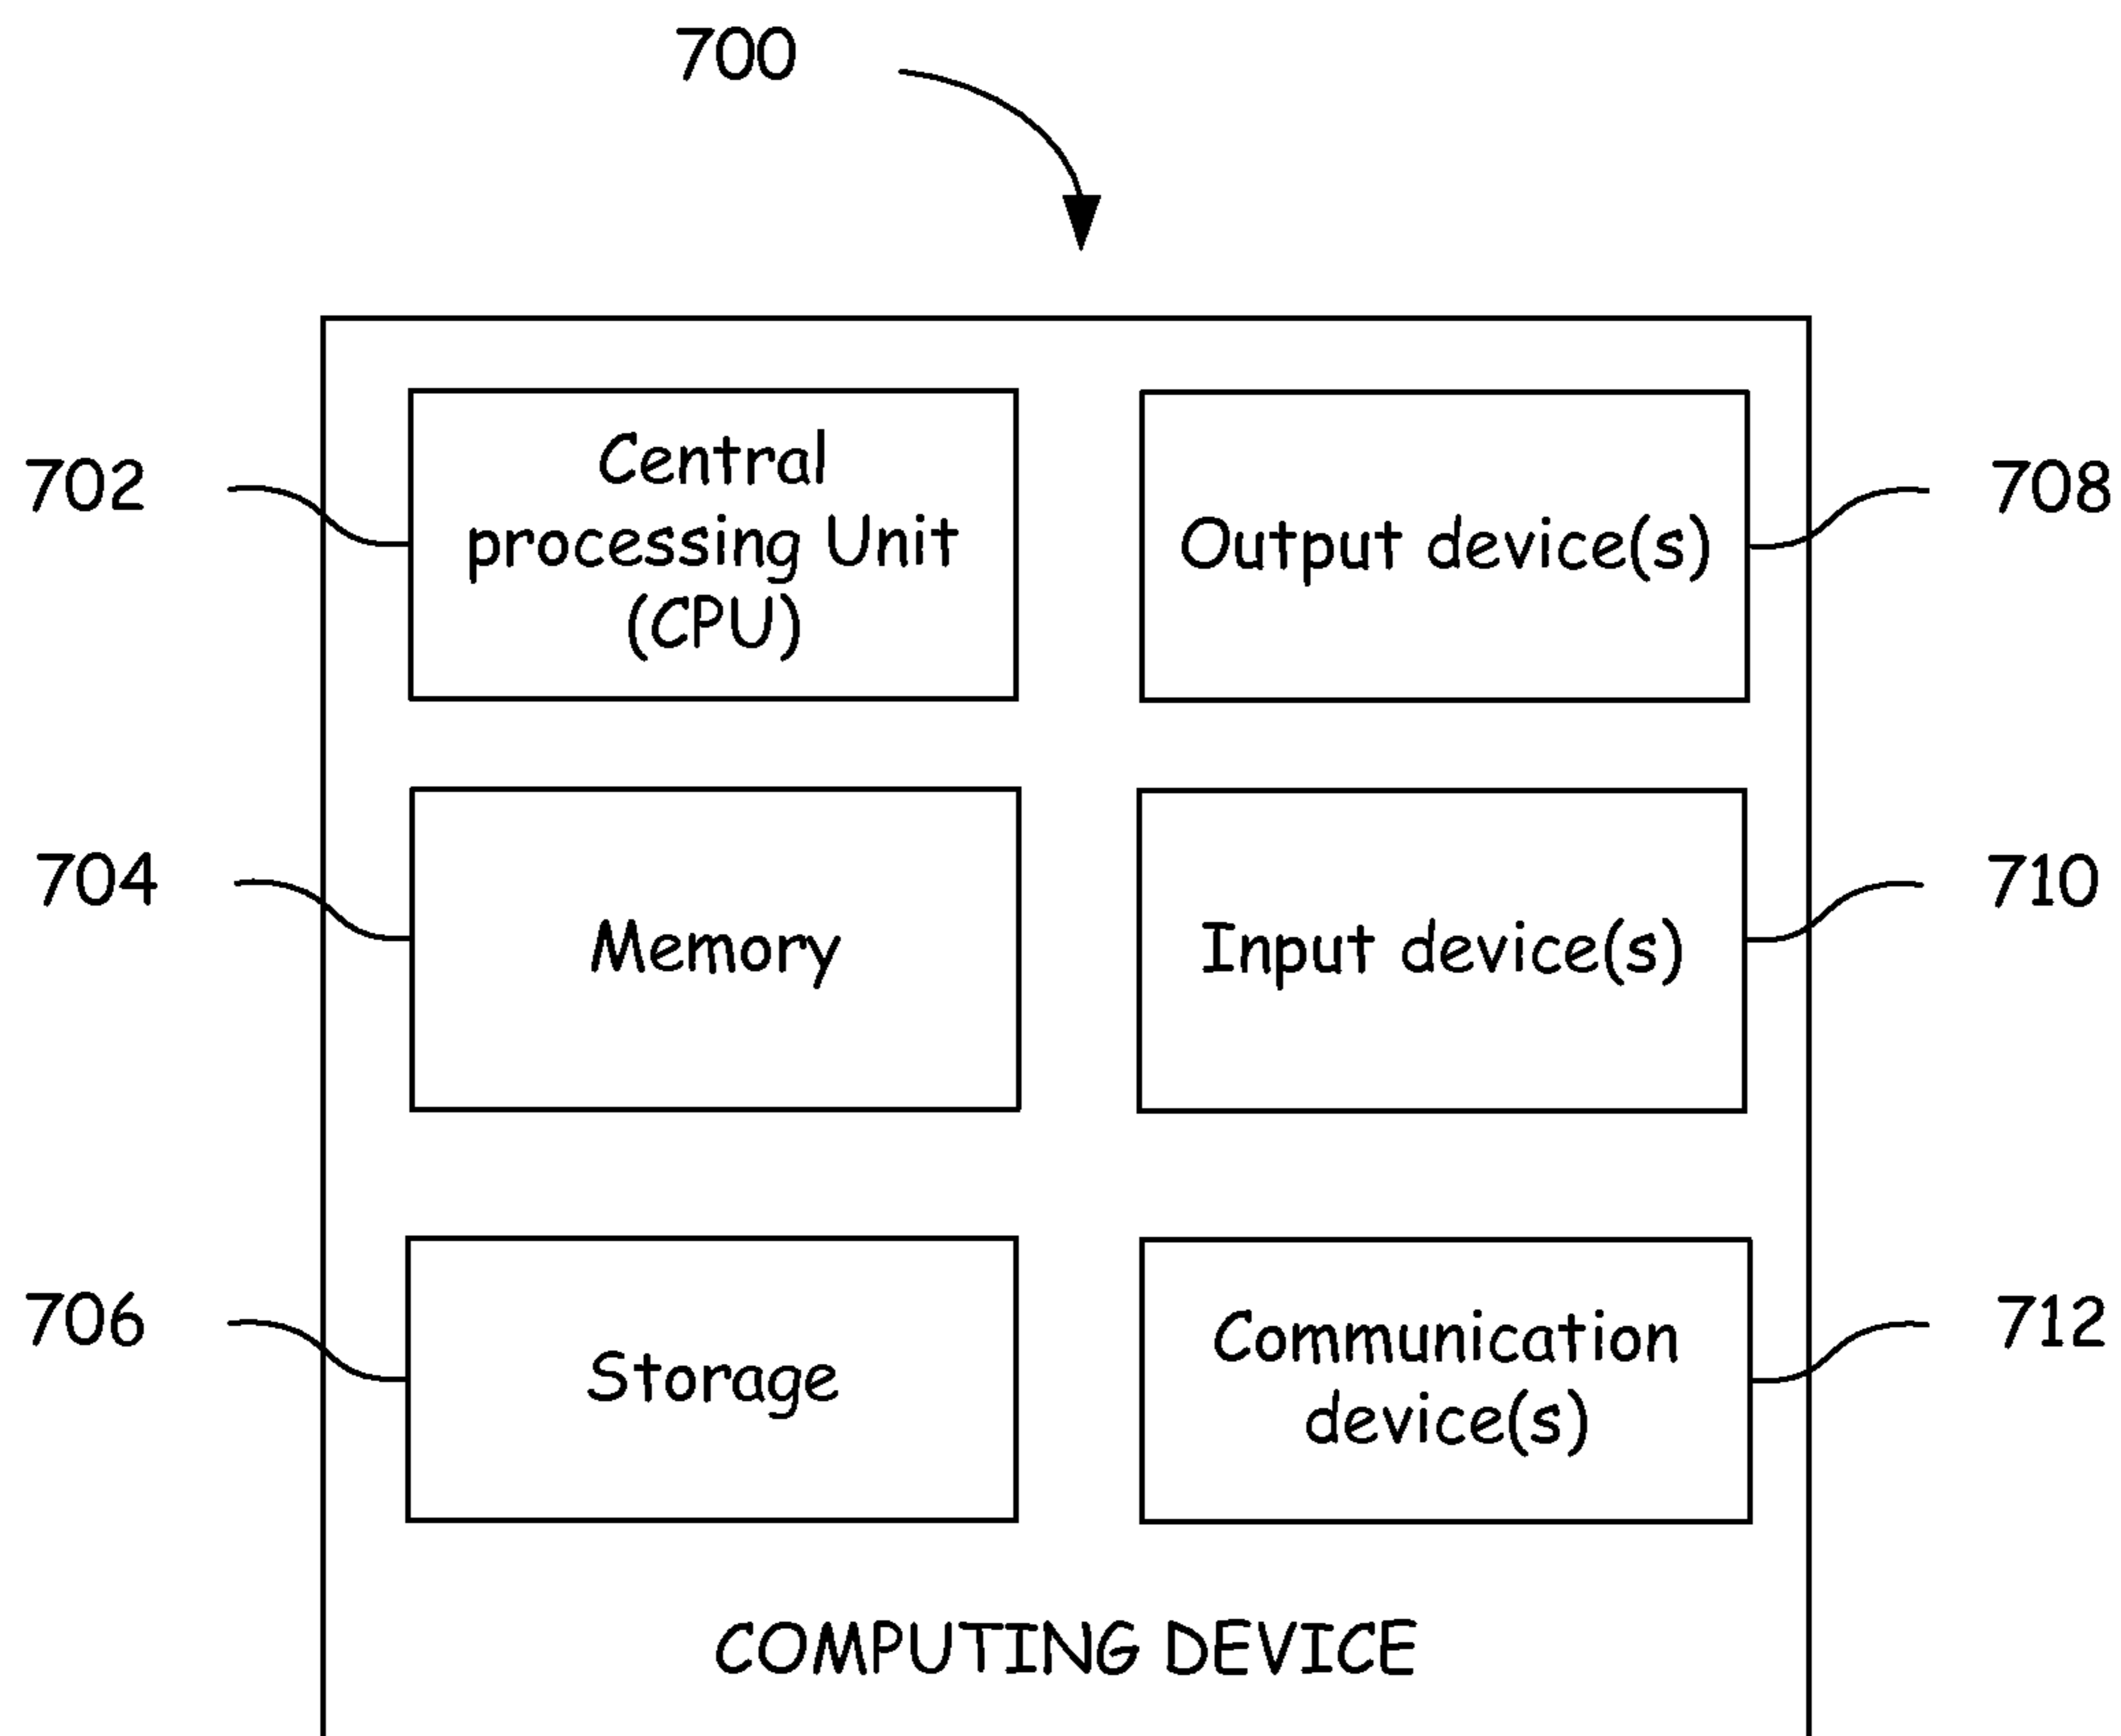 700
702
Central
processing Unit
(CPU)
Output device(s)
708
704
Memory
Input device(s)
710
706
Storage
Communication
device(s)
712
COMPUTING DEVICE